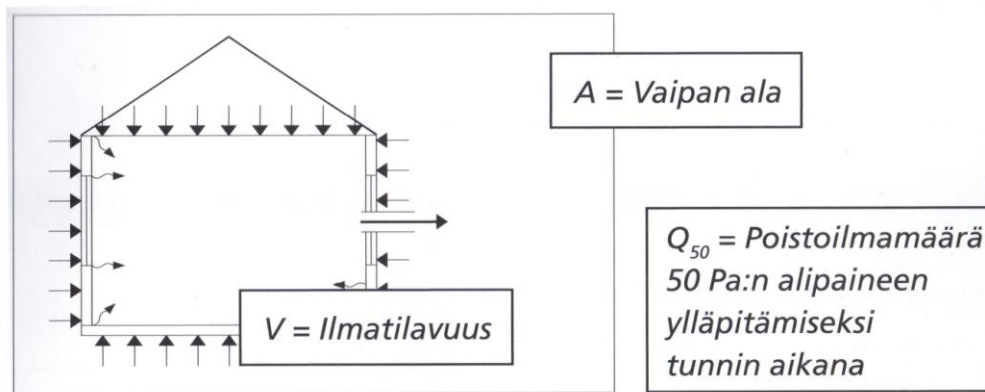 A = Vaipan ala
Q₅₀ = Poistoilmamäärä
50 Pa:n alipaineen
ylläpitämiseksi
tunnin aikana
V = Ilmatilavuus